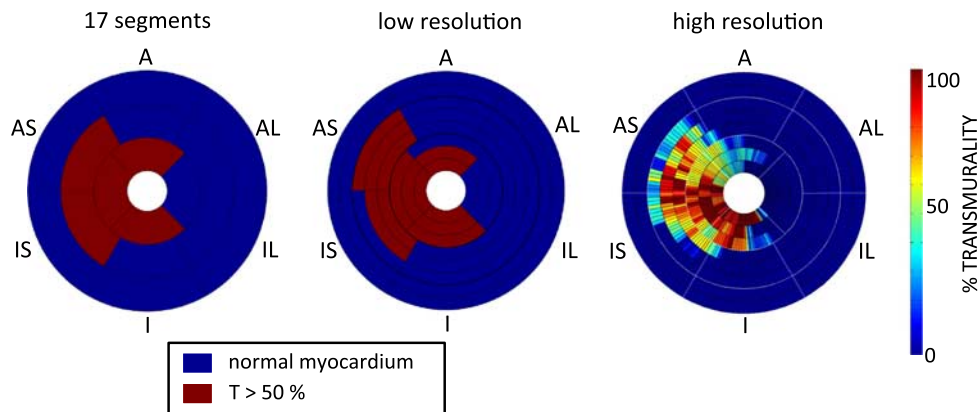 17 segments
low resolution
high resolution
A
A
A
AS
AL
AS
AL
AS
AL
IS
IL
IS
IL
IS
IL
I
I
I
100
50
0
% TRANSMURALITY
normal myocardium
T > 50 %